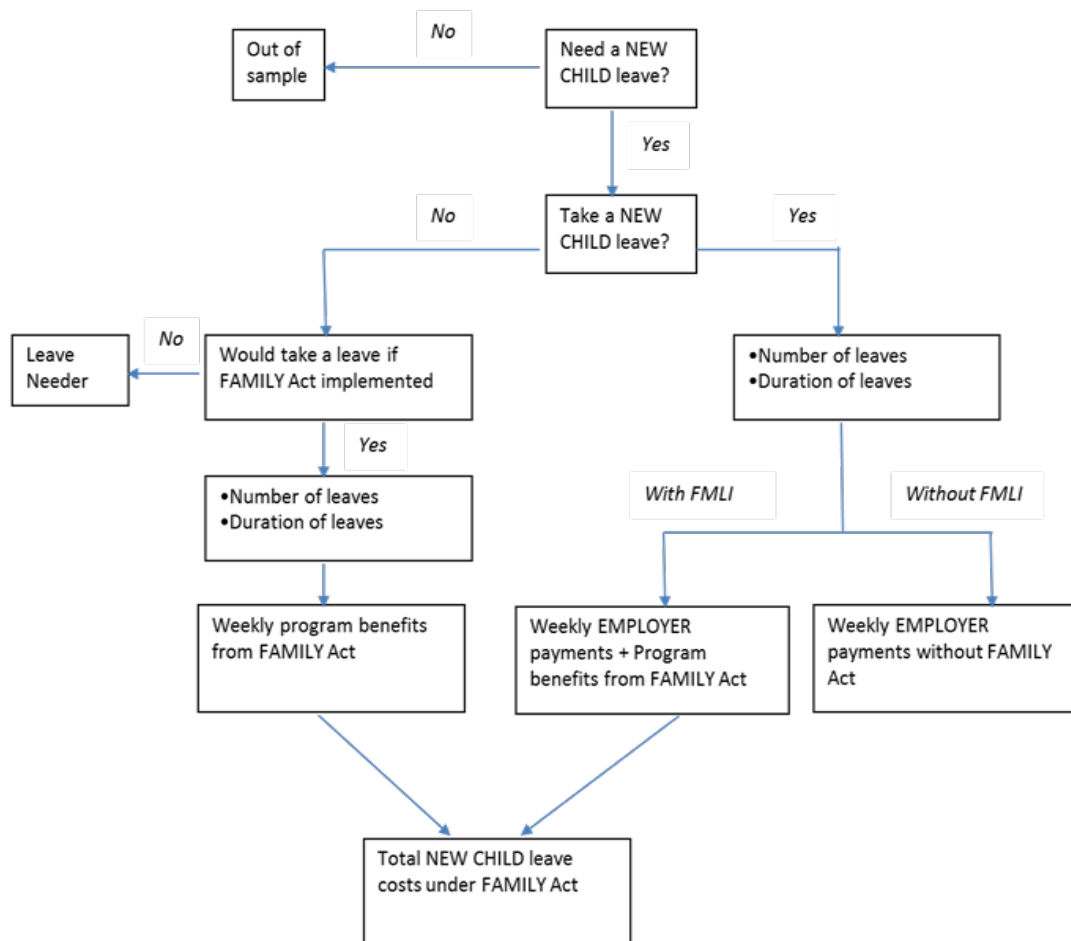 No
Out of
sample
Need a NEW
CHILD leave?
Yes
No
Take a NEW
CHILD leave?
Yes
Leave
Needer
No
Would take a leave if
FAMILY Act implemented
•Number of leaves
•Duration of leaves
Yes
•Number of leaves
•Duration of leaves
With FMLI
Without FMLI
Weekly program benefits
from FAMILY Act
Weekly EMPLOYER
payments + Program
benefits from FAMILY Act
Weekly EMPLOYER
payments without FAMILY
Act
Total NEW CHILD leave
costs under FAMILY Act